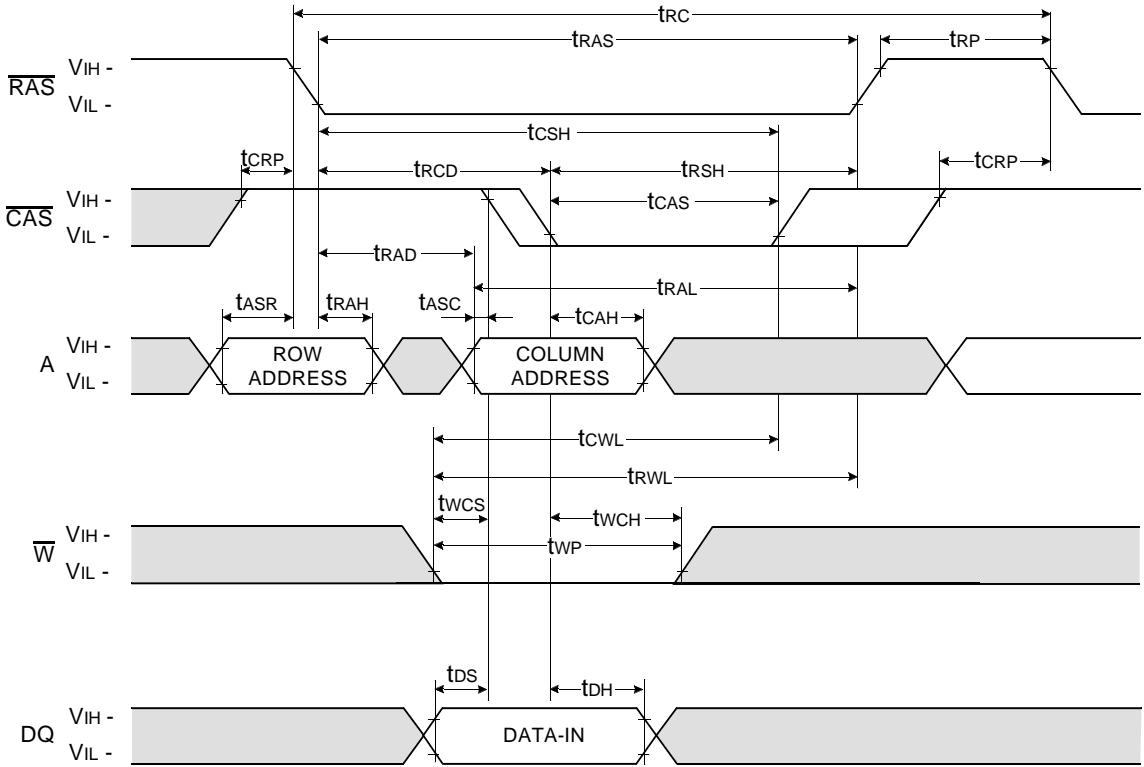 tRC
tRAS
tRP
RAS
VIH -
VIL -
tCSH
tCRP
tRCD
tRSH
tCRP
CAS
VIH -
VIL -
tCAS
tRAD
tRAL
tASR
tRAH
tASC
tCAH
A
VIH -
VIL -
ROW
ADDRESS
COLUMN
ADDRESS
tCWL
tRWL
tWCS
tWCH
W
VIH -
VIL -
tWP
tDS
tDH
DQ
VIH -
VIL -
DATA-IN